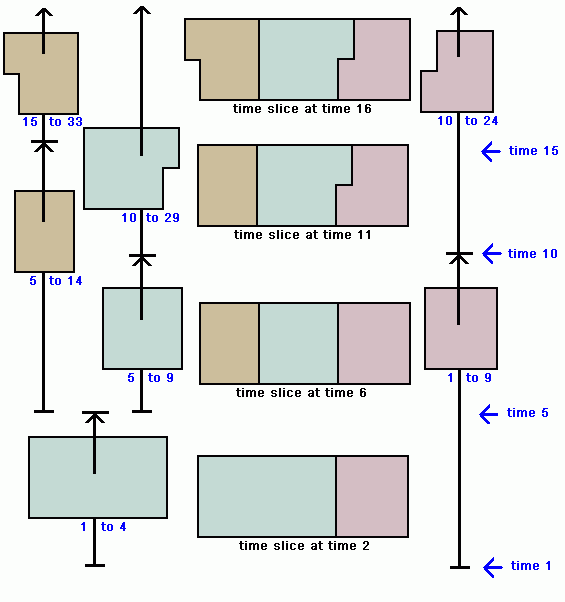 time slice at time 16
15 to 33
10 to 24
time 15
10 to 29
time slice at time 11
time 10
5 to 14
5 to 9
1 to 9
time slice at time 6
time 5
1 to 4
time slice at time 2
time 1